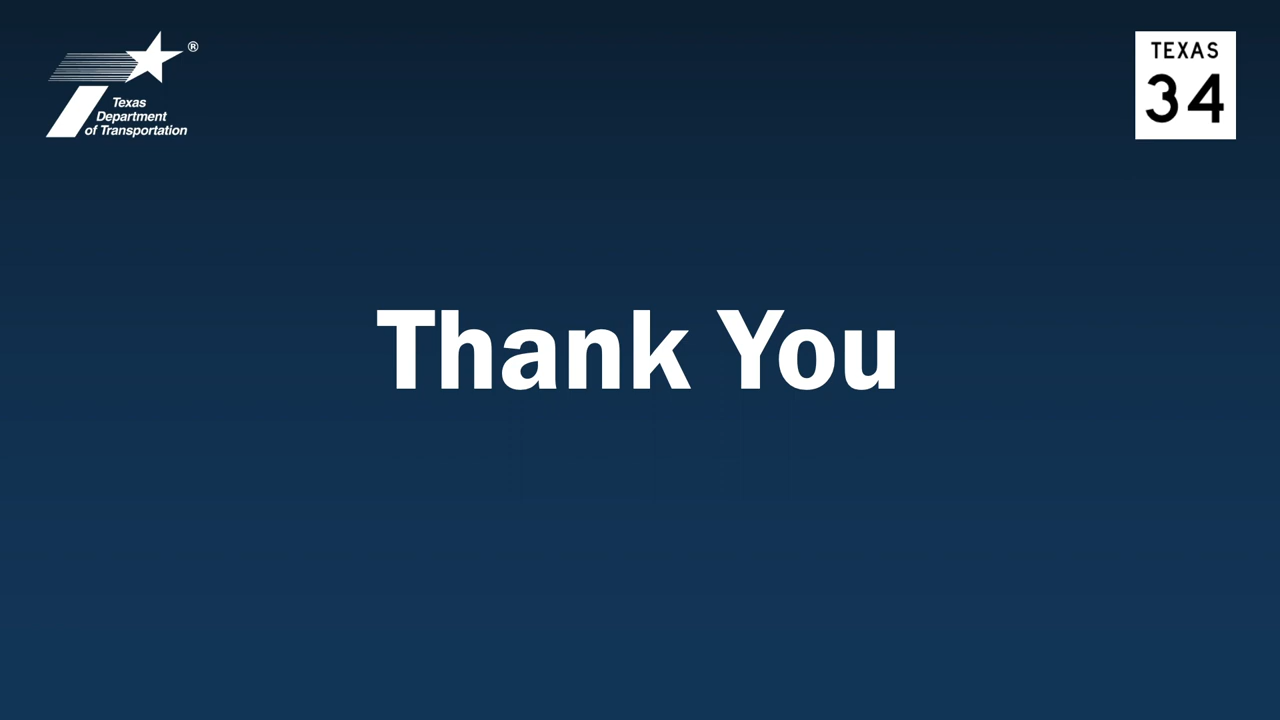 ®
Texas
Department
of Transportation
TEXAS
34
Thank You